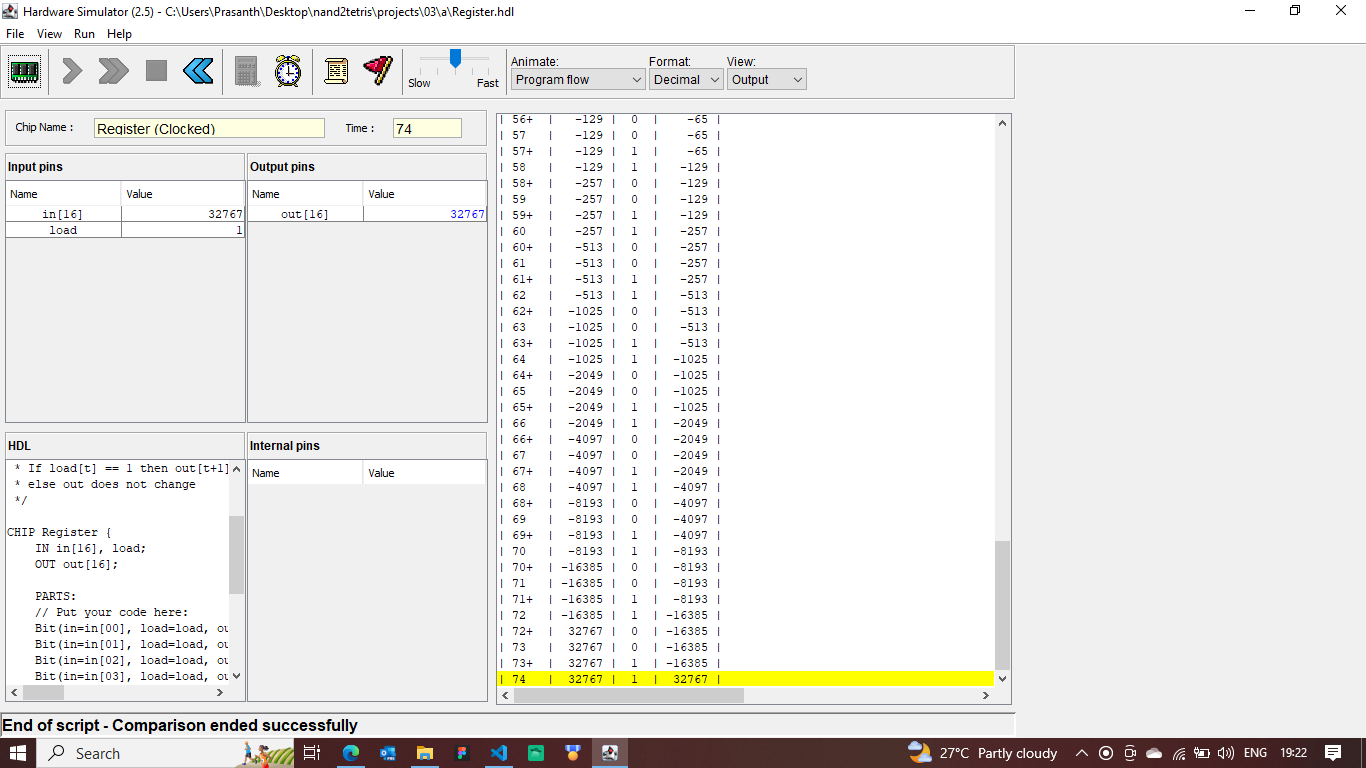 Hardware Simulator (2.5) - C:\Users\Prasanth\Desktop\nand2tetris\projects\03\a\Register.hdl
File View Run Help
Slow Fast
Animate: Format: View:
Program flow Decimal Output
Chip Name : Register (Clocked) Time : 74
Input pins
Name Value
in[16] 32767
load 1
Output pins
Name Value
out[16] 32767
HDL
* If load[t] == 1 then out[t+1]
* else out does not change
*/
CHIP Register {
IN in[16], load;
OUT out[16];
PARTS:
// Put your code here:
Bit(in=in[00], load=load, ou
Bit(in=in[01], load=load, ou
Bit(in=in[02], load=load, ou
Bit(in=in[03], load=load, ou
Internal pins
Name Value
| 56+ | -129 | 0 | -65 |
| 57 | -129 | 0 | -65 |
| 57+ | -129 | 1 | -65 |
| 58 | -129 | 1 | -129 |
| 58+ | -257 | 0 | -129 |
| 59 | -257 | 0 | -129 |
| 59+ | -257 | 1 | -129 |
| 60 | -257 | 1 | -257 |
| 60+ | -513 | 0 | -257 |
| 61 | -513 | 0 | -257 |
| 61+ | -513 | 1 | -257 |
| 62 | -513 | 1 | -513 |
| 62+ | -1025 | 0 | -513 |
| 63 | -1025 | 0 | -513 |
| 63+ | -1025 | 1 | -513 |
| 64 | -1025 | 1 | -1025 |
| 64+ | -2049 | 0 | -1025 |
| 65 | -2049 | 0 | -1025 |
| 65+ | -2049 | 1 | -1025 |
| 66 | -2049 | 1 | -2049 |
| 66+ | -4097 | 0 | -2049 |
| 67 | -4097 | 0 | -2049 |
| 67+ | -4097 | 1 | -2049 |
| 68 | -4097 | 1 | -4097 |
| 68+ | -8193 | 0 | -4097 |
| 69 | -8193 | 0 | -4097 |
| 69+ | -8193 | 1 | -4097 |
| 70 | -8193 | 1 | -8193 |
| 70+ | -16385 | 0 | -8193 |
| 71 | -16385 | 0 | -8193 |
| 71+ | -16385 | 1 | -8193 |
| 72 | -16385 | 1 | -16385 |
| 72+ | 32767 | 0 | -16385 |
| 73 | 32767 | 0 | -16385 |
| 73+ | 32767 | 1 | -16385 |
| 74 | 32767 | 1 | 32767 |
End of script - Comparison ended successfully
Search 27°C Partly cloudy ENG 19:22